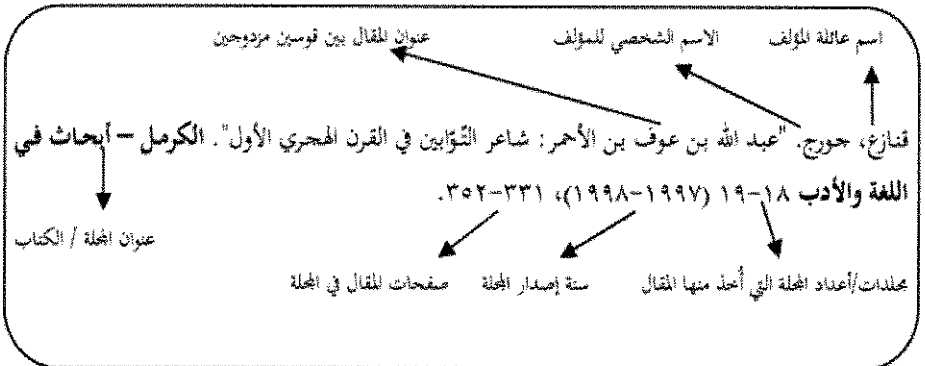 اسم عائلة المؤلف الاسم الشخصي للمؤلف عنوان المقال بين قوسين مزدوجين
قنازع، جورج. "عبد الله بن عوف بن الأحمر: شاعر التّوّابين في القرن الهجري الأول". الكرمل – أبحاث في
اللغة والأدب ١٨-١٩ (١٩٩٧-١٩٩٨)، ٣٣١-٣٥٢.
عنوان المجلة / الكتاب
مجلدات/أعداد المجلة التي أُخذ منها المقال سنة إصدار المجلة صفحات المقال في المجلة